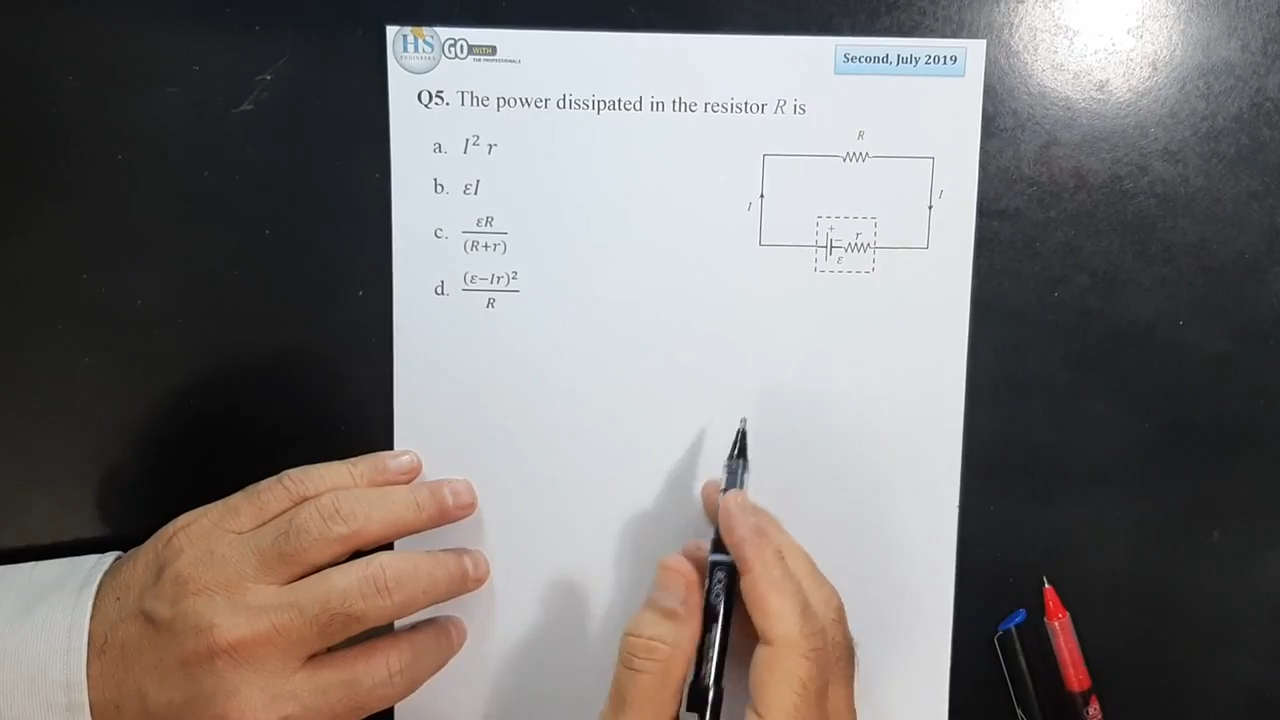 HS
ENGINEERS
GO WITH
THE PROFESSIONALS
Second, July 2019
Q5. The power dissipated in the resistor R is
a. I² r
b. εI
c. εR/(R+r)
d. (ε−Ir)²/R
R
I
I
+ −
r
ε